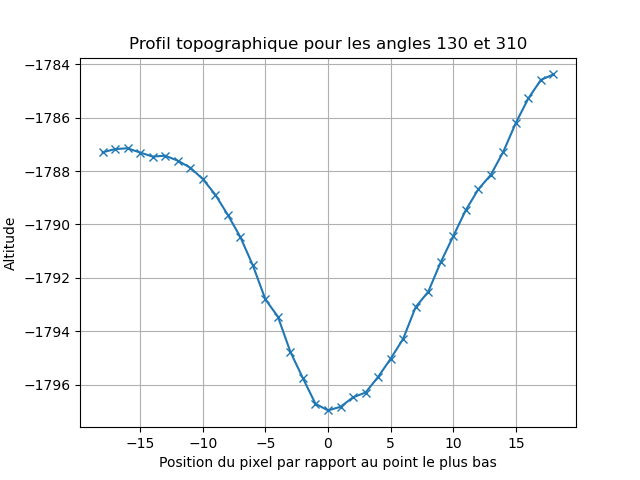 Profil topographique pour les angles 130 et 310
−1784
−1786
−1788
−1790
−1792
−1794
−1796
Altitude
−15 −10 −5 0 5 10 15
Position du pixel par rapport au point le plus bas